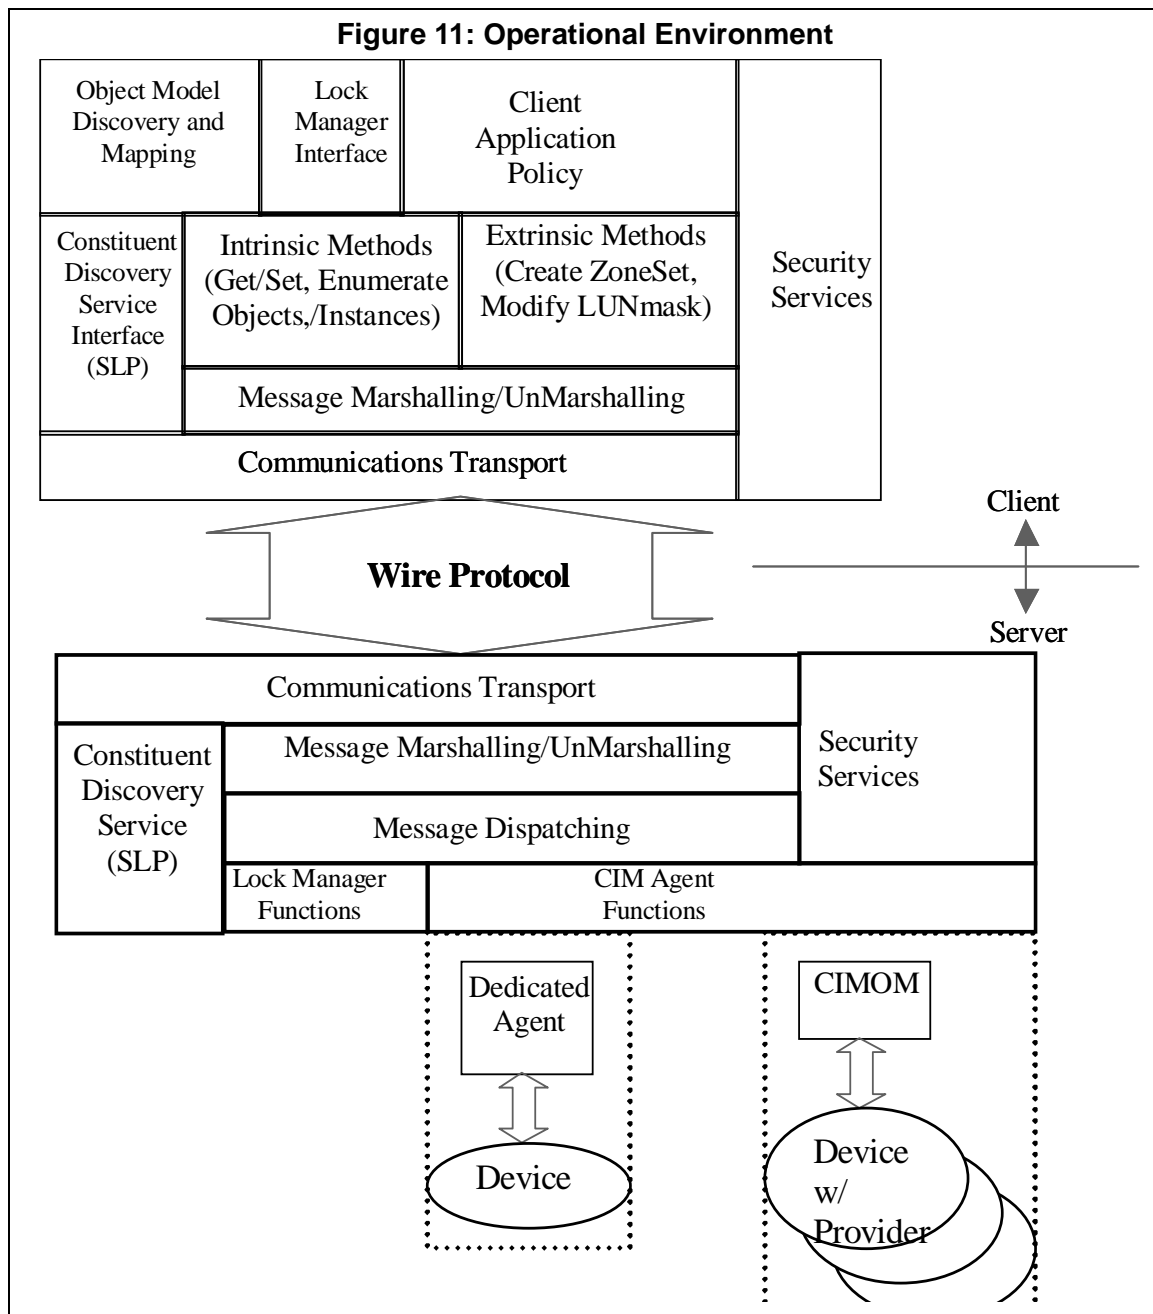 Figure 11: Operational Environment
Object Model
Discovery and
Mapping
Lock
Manager
Interface
Client
Application
Policy
Constituent
Discovery
Service
Interface
(SLP)
Intrinsic Methods
(Get/Set, Enumerate
Objects,/Instances)
Extrinsic Methods
(Create ZoneSet,
Modify LUNmask)
Security
Services
Message Marshalling/UnMarshalling
Communications Transport
Wire Protocol
Client
Server
Communications Transport
Constituent
Discovery
Service
(SLP)
Message Marshalling/UnMarshalling
Security
Services
Message Dispatching
Lock Manager
Functions
CIM Agent
Functions
Dedicated
Agent
CIMOM
Device
Device
w/
Provider